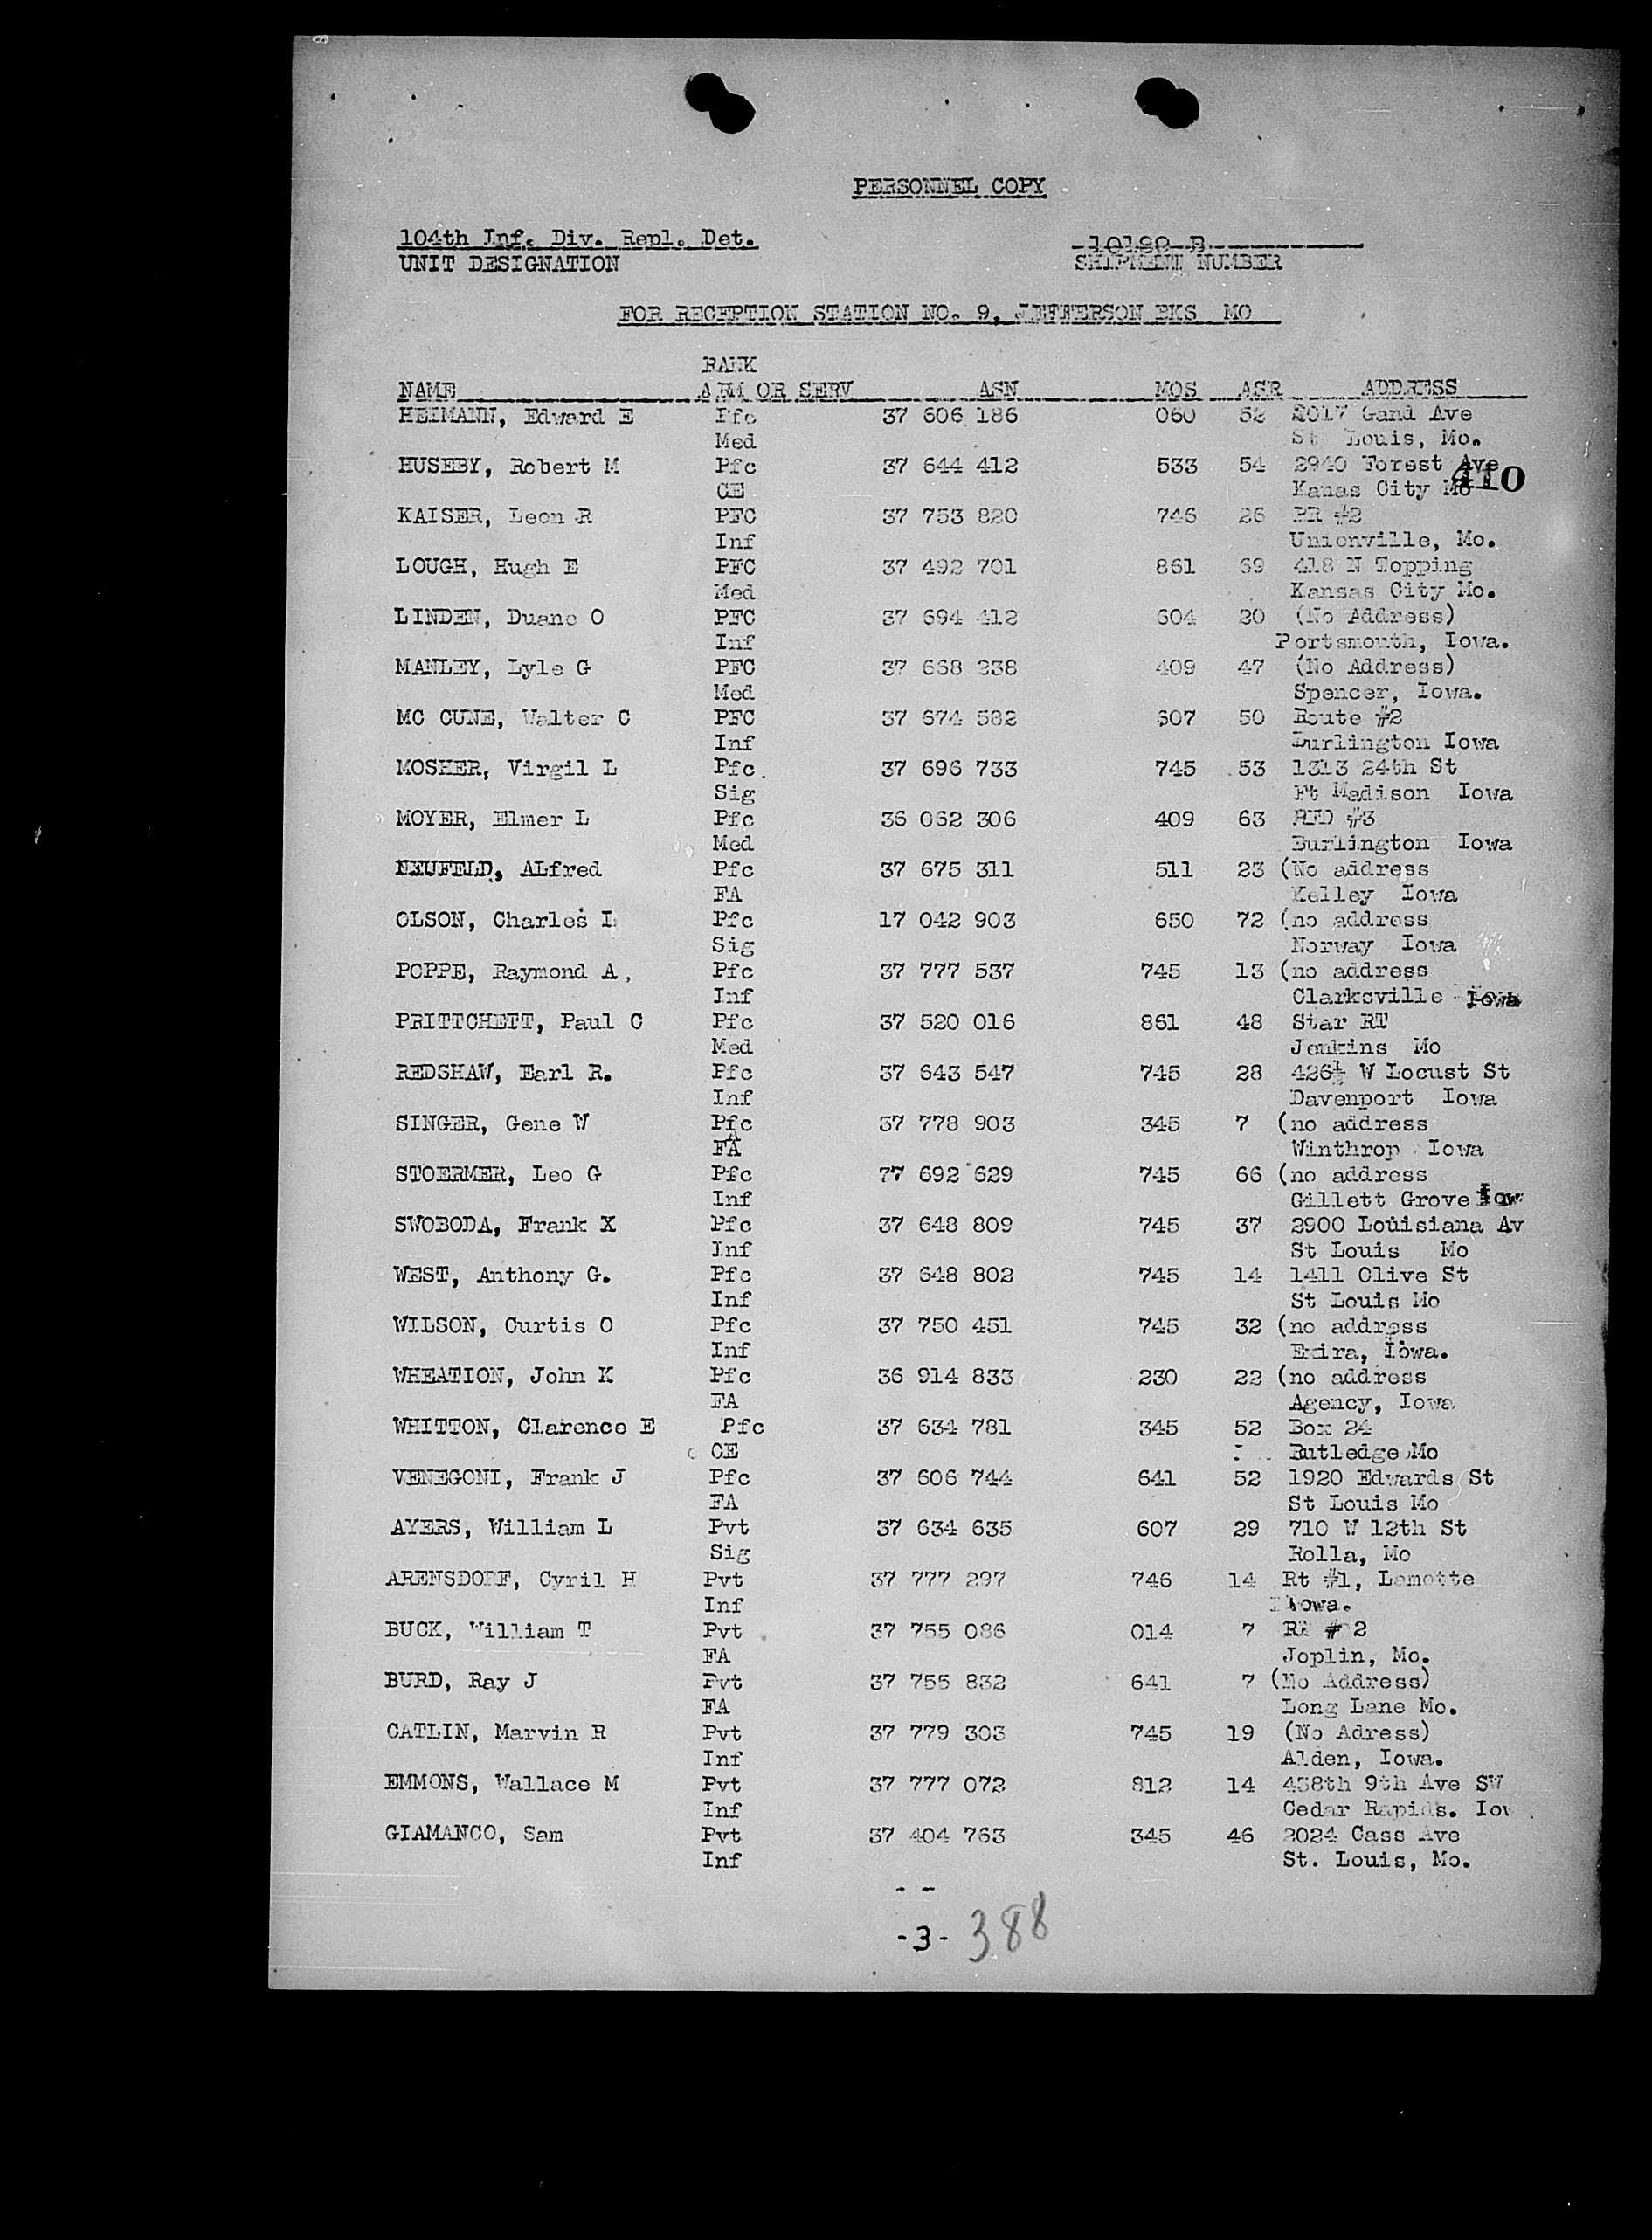 PERSONNEL COPY
104th Inf. Div. Repl. Det.
UNIT DESIGNATION SHIPMENT NUMBER
FOR RECEPTION STATION NO. 9, JEFFERSON BKS MO
RANK
NAME ARM OR SERV ASN MOS ASR ADDRESS
HEIMANN, Edward E Pfc 37 606 186 060 Gand Ave
Med St Louis, Mo.
HUSEBY, Robert M Pfc 37 644 412 533 54 2940 Forest Ave
410
CE Kanas City Mo
KAISER, Leon R PFC 37 753 820 746 26 RR #2
Inf Unionville, Mo.
LOUGH, Hugh E PFC 37 492 701 861 69 418 N Topping
Med Kansas City Mo.
LINDEN, Duane O PFC 37 694 412 604 20 (No Address)
Inf Portsmouth, Iowa.
MANLEY, Lyle G PFC 37 668 238 409 47 (No Address)
Med Spencer, Iowa.
MC CUNE, Walter C PFC 37 674 582 607 50 Route #2
Inf Burlington Iowa
MOSHER, Virgil L Pfc. 37 696 733 745 53 1313 24th St
Sig Ft Madison Iowa
MOYER, Elmer L Pfc 36 062 306 409 63 RFD #3
Med Burlington Iowa
NEUFELD, ALfred Pfc 37 675 311 511 23 (No address
FA Kelley Iowa
OLSON, Charles L Pfc 17 042 903 650 72 (no address
Sig Norway Iowa
POPPE, Raymond A, Pfc 37 777 537 745 13 (no address
Inf Clarksville Iowa
PRITTCHETT, Paul C Pfc 37 520 016 861 48 Star RT
Med Jenkins Mo
REDSHAW, Earl R. Pfc 37 643 547 745 28 426½ W Locust St
Inf Davenport Iowa
SINGER, Gene W Pfc 37 778 903 345 7 (no address
FA Winthrop Iowa
STOERMER, Leo G Pfc 77 692 629 745 66 (no address
Inf Gillett Grove Iow
SWOBODA, Frank X Pfc 37 648 809 745 37 2900 Louisiana Av
Inf St Louis Mo
WEST, Anthony G. Pfc 37 648 802 745 14 1411 Olive St
Inf St Louis Mo
WILSON, Curtis O Pfc 37 750 451 745 32 (no address
Inf Exira, Iowa.
WHEATION, John K Pfc 36 914 833 230 22 (no address
FA Agency, Iowa
WHITTON, Clarence E Pfc 37 634 781 345 52 Box 24
CE Rutledge Mo
VENEGONI, Frank J Pfc 37 606 744 641 52 1920 Edwards St
FA St Louis Mo
AYERS, William L Pvt 37 634 635 607 29 710 W 12th St
Sig Rolla, Mo
ARENSDORF, Cyril H Pvt 37 777 297 746 14 Rt #1, Lamotte
Inf Iowa.
BUCK, William T Pvt 37 755 086 014 7 RR # 2
FA Joplin, Mo.
BURD, Ray J Pvt 37 755 832 641 7 (No Address)
FA Long Lane Mo.
CATLIN, Marvin R Pvt 37 779 303 745 19 (No Adress)
Inf Alden, Iowa.
EMMONS, Wallace M Pvt 37 777 072 812 14 438th 9th Ave SW
Inf Cedar Rapids. Iow
GIAMANCO, Sam Pvt 37 404 763 345 46 2024 Cass Ave
Inf St. Louis, Mo.
-3- 388